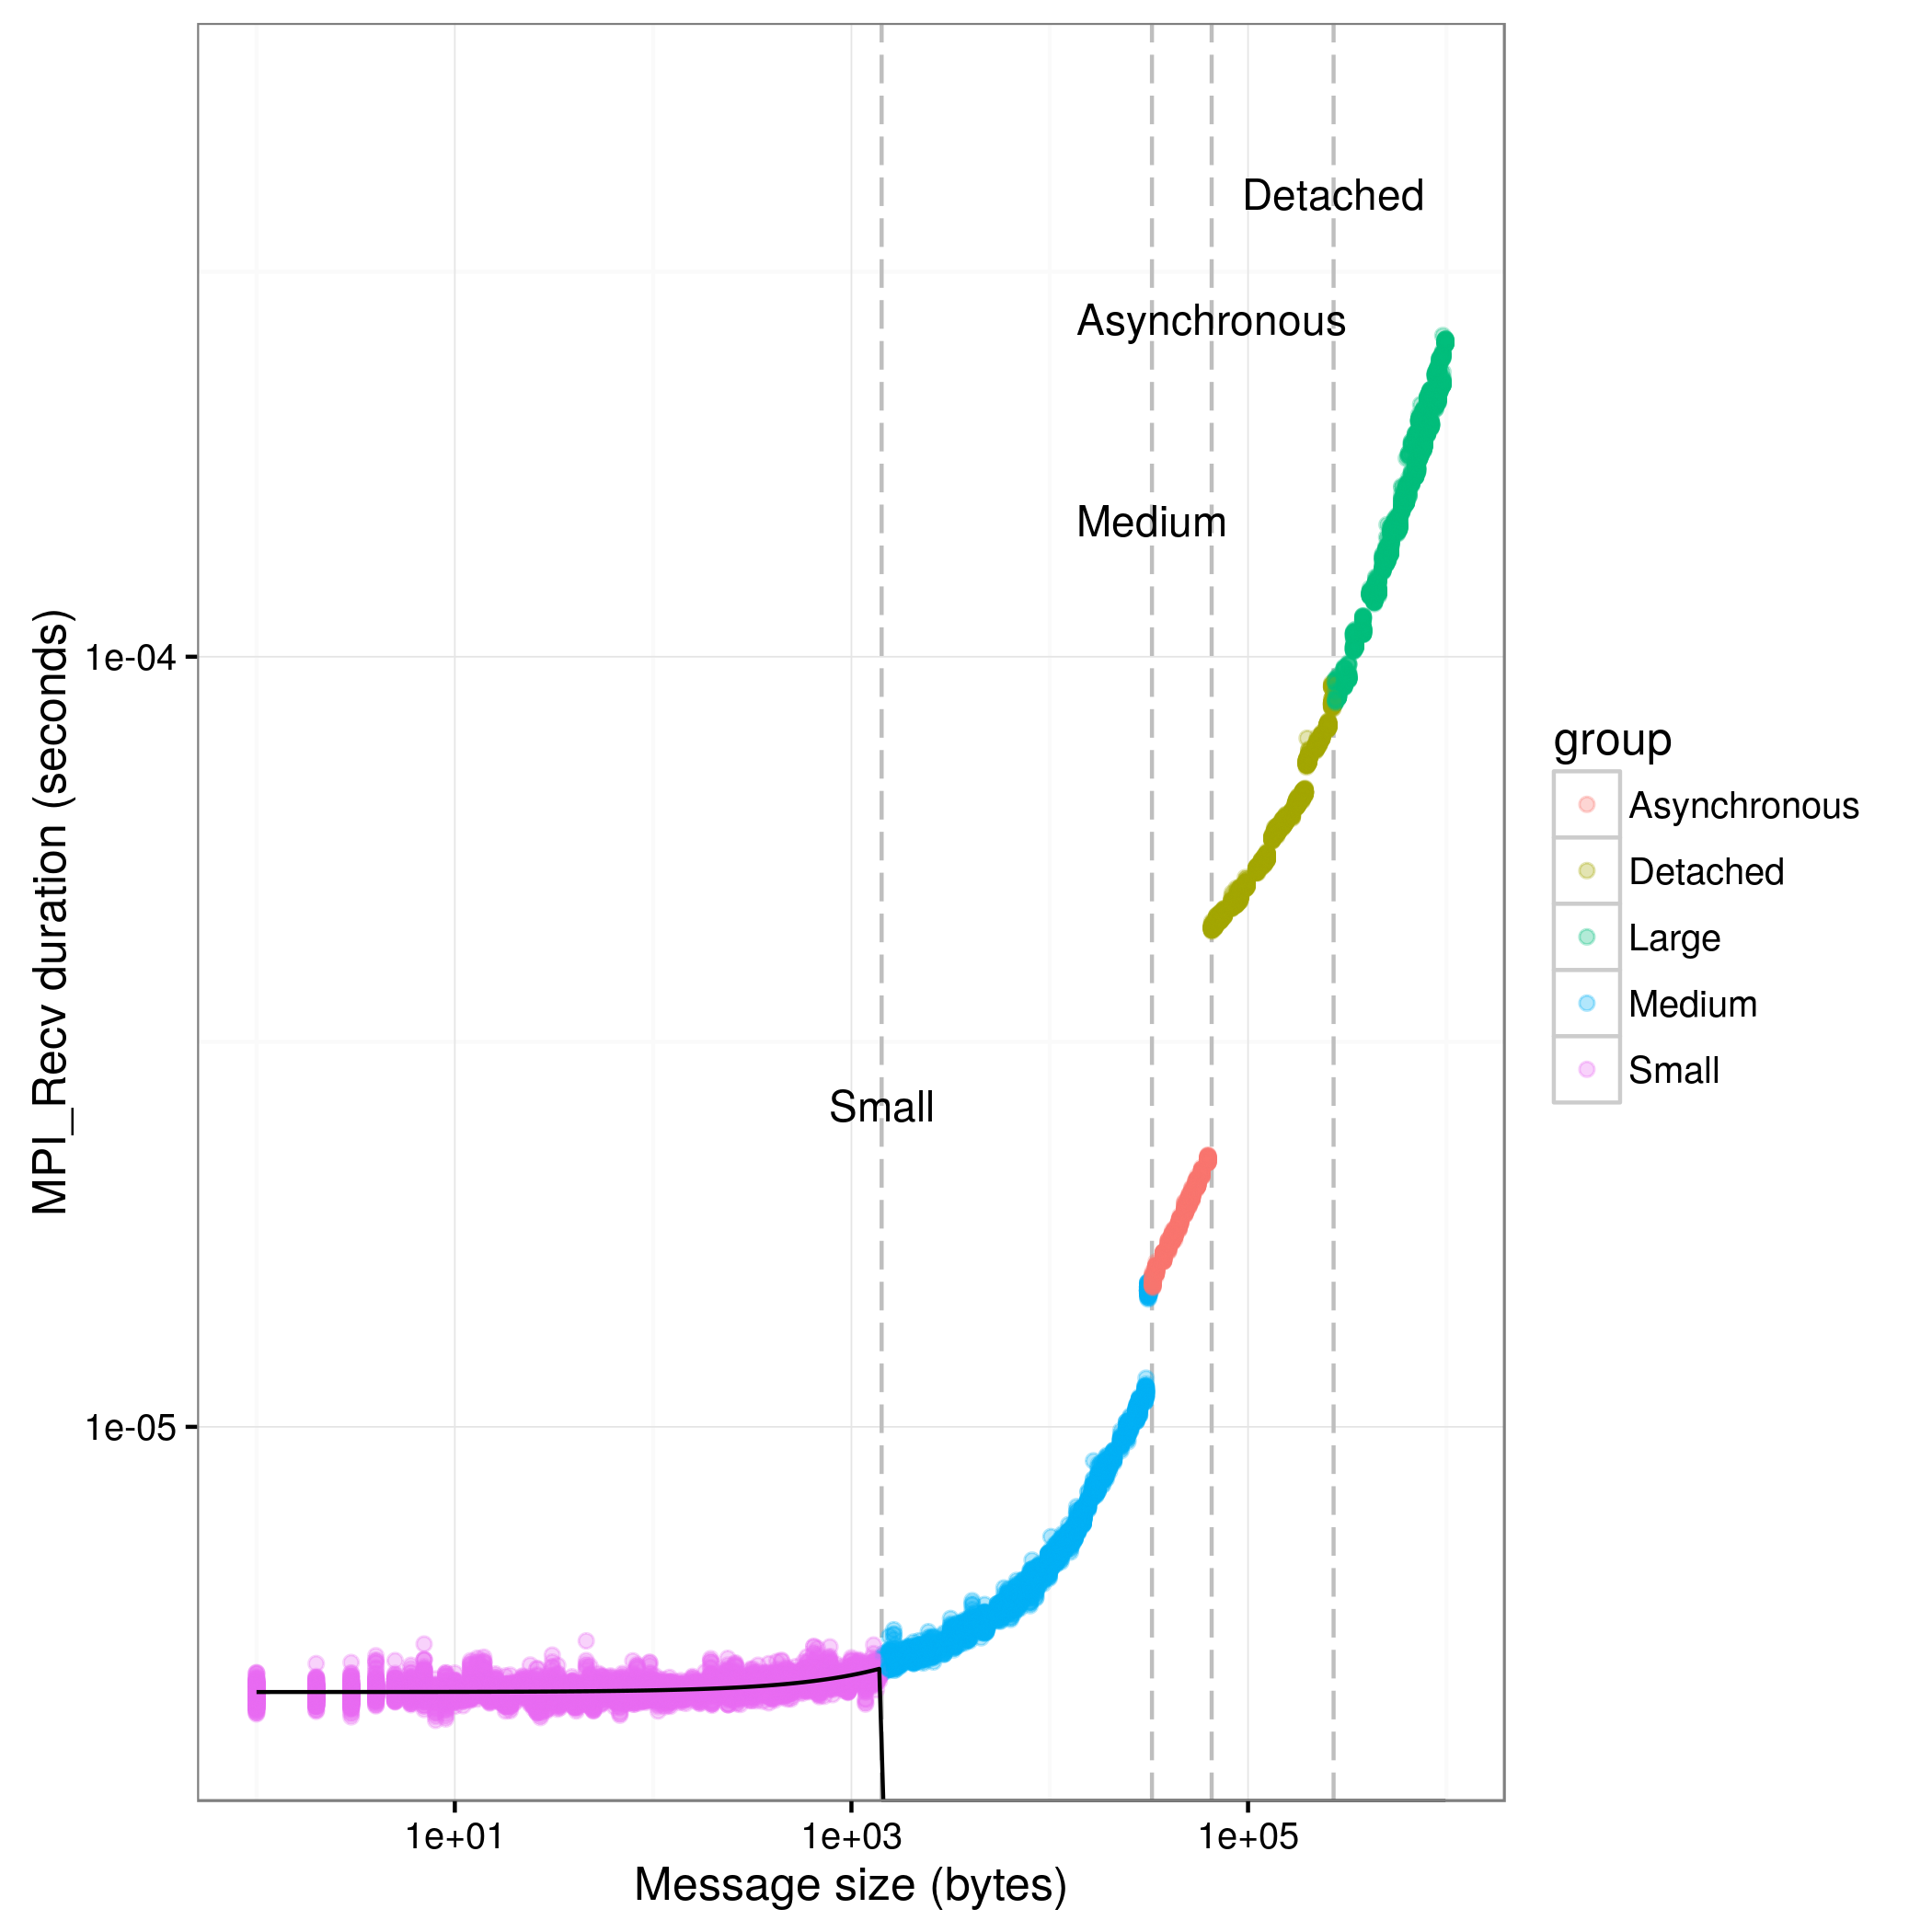 Detached
Asynchronous
Medium
Small
MPI_Recv duration (seconds)
1e-04
1e-05
1e+01
1e+03
1e+05
Message size (bytes)
group
Asynchronous
Detached
Large
Medium
Small